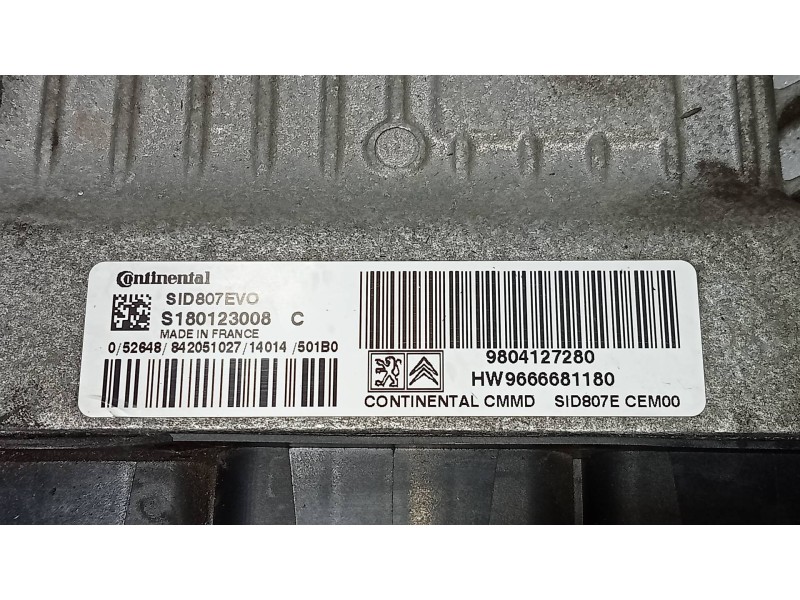 Continental
SID807EVO
S180123008 C
MADE IN FRANCE
0/52648/842051027/14014/501B0
9804127280
HW9666681180
CONTINENTAL CMMD SID807E CEM00